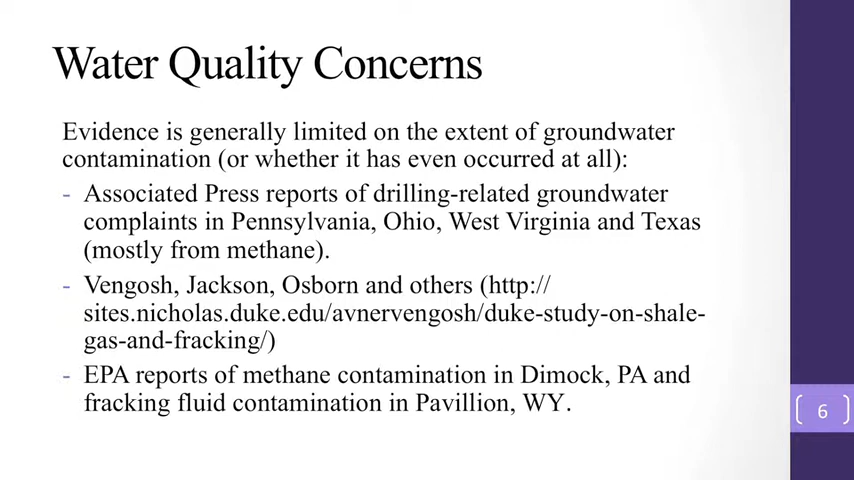 Water Quality Concerns
Evidence is generally limited on the extent of groundwater
contamination (or whether it has even occurred at all):
- Associated Press reports of drilling-related groundwater
complaints in Pennsylvania, Ohio, West Virginia and Texas
(mostly from methane).
- Vengosh, Jackson, Osborn and others (http://
sites.nicholas.duke.edu/avnervengosh/duke-study-on-shale-
gas-and-fracking/)
- EPA reports of methane contamination in Dimock, PA and
fracking fluid contamination in Pavillion, WY.
6